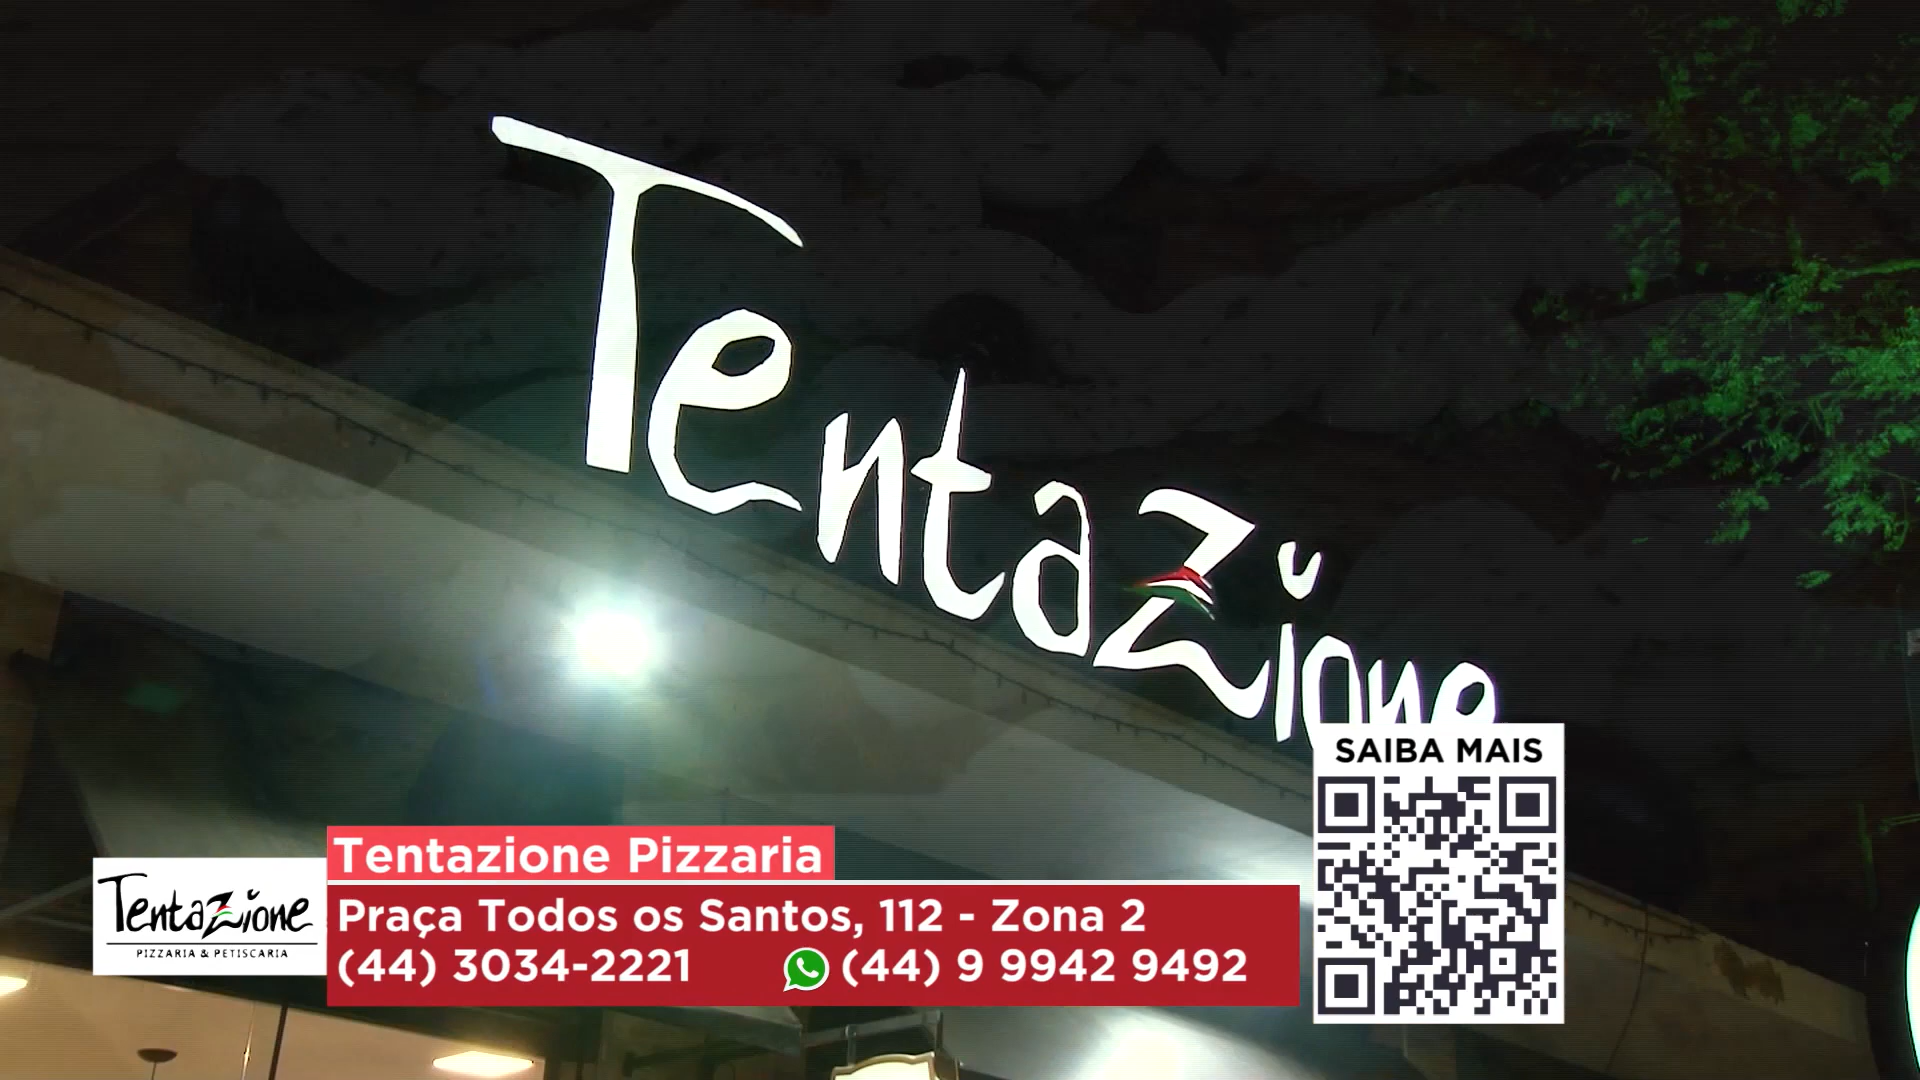 Tentazione
SAIBA MAIS
Tentazione Pizzaria
Tentazione
PIZZARIA & PETISCARIA
Praça Todos os Santos, 112 - Zona 2
(44) 3034-2221 (44) 9 9942 9492